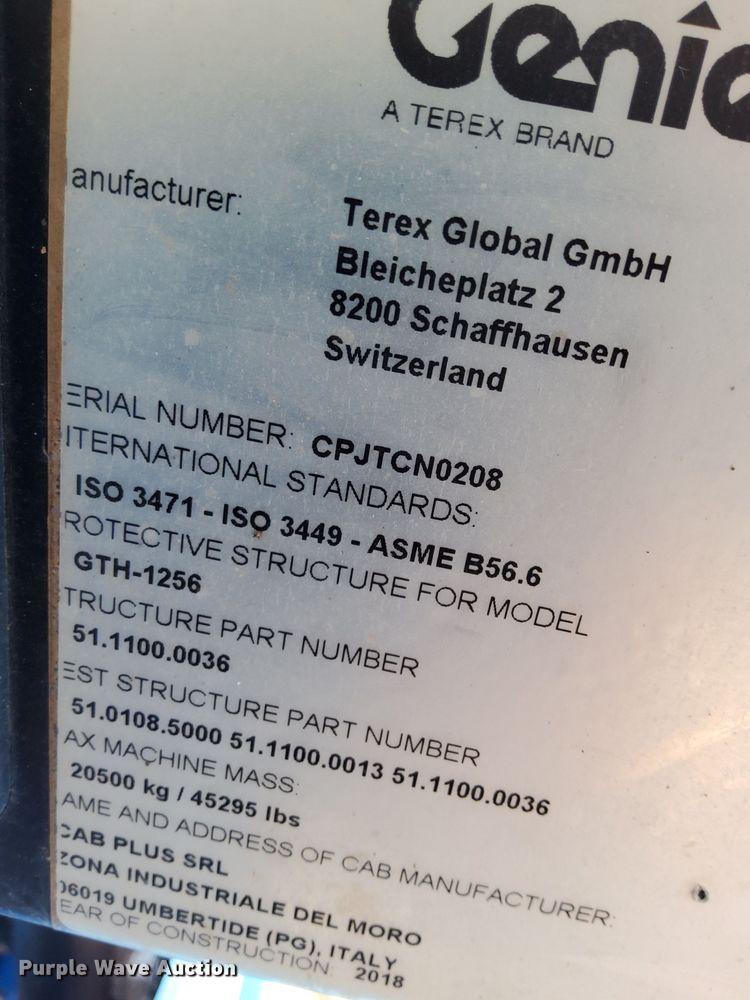 Genie
A TEREX BRAND
anufacturer:
Terex Global GmbH
Bleicheplatz 2
8200 Schaffhausen
Switzerland
ERIAL NUMBER: CPJTCN0208
ITERNATIONAL STANDARDS:
ISO 3471 - ISO 3449 - ASME B56.6
ROTECTIVE STRUCTURE FOR MODEL
GTH-1256
TRUCTURE PART NUMBER
51.1100.0036
EST STRUCTURE PART NUMBER
51.0108.5000 51.1100.0013 51.1100.0036
AX MACHINE MASS:
20500 kg / 45295 lbs
AME AND ADDRESS OF CAB MANUFACTURER:
CAB PLUS SRL
ZONA INDUSTRIALE DEL MORO
06019 UMBERTIDE (PG), ITALY
EAR OF CONSTRUCTION: 2018
Purple Wave Auction